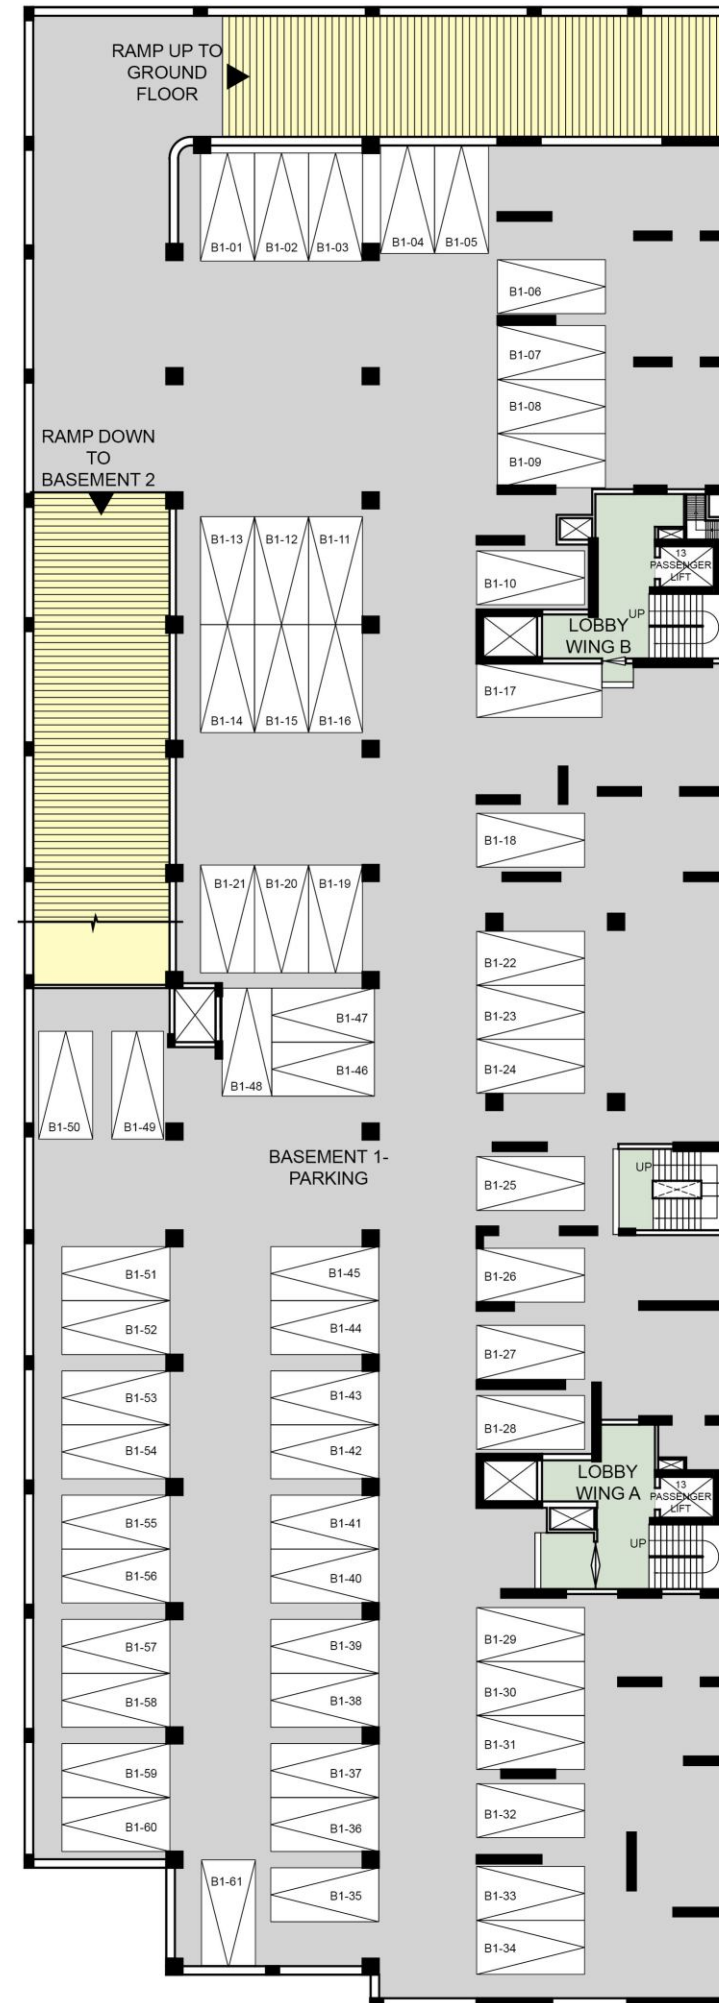 RAMP UP TO
GROUND
FLOOR
B1-01
B1-02
B1-03
B1-04
B1-05
B1-06
B1-07
B1-08
B1-09
RAMP DOWN
TO
BASEMENT 2
B1-13
B1-12
B1-11
B1-10
13
PASSENGER
LIFT
UP
LOBBY
WING B
B1-14
B1-15
B1-16
B1-17
B1-18
B1-21
B1-20
B1-19
B1-22
B1-23
B1-24
B1-47
B1-46
B1-48
B1-50
B1-49
BASEMENT 1-
PARKING
B1-25
UP
B1-51
B1-45
B1-26
B1-52
B1-44
B1-27
B1-53
B1-43
B1-28
B1-54
B1-42
LOBBY
WING A
13
PASSENGER
LIFT
UP
B1-55
B1-41
B1-56
B1-40
B1-57
B1-39
B1-29
B1-58
B1-38
B1-30
B1-31
B1-59
B1-37
B1-32
B1-60
B1-36
B1-61
B1-35
B1-33
B1-34